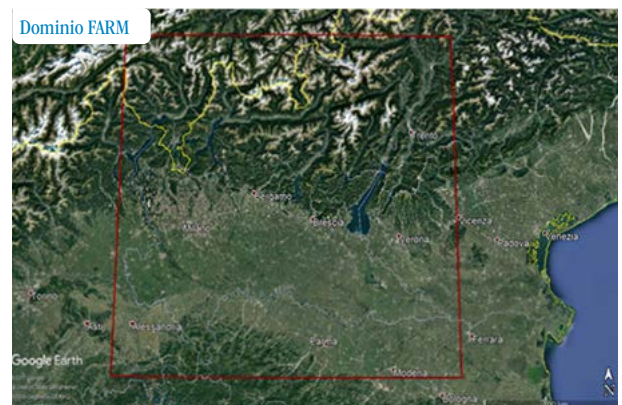 Dominio FARM
Trento
Bergamo
Brescia
Vicenza
Milano
Verona
Padova
Venezia
Torino
Asti
Alessandria
Parma
Ferrara
Modena
Bologna
Google Earth
N